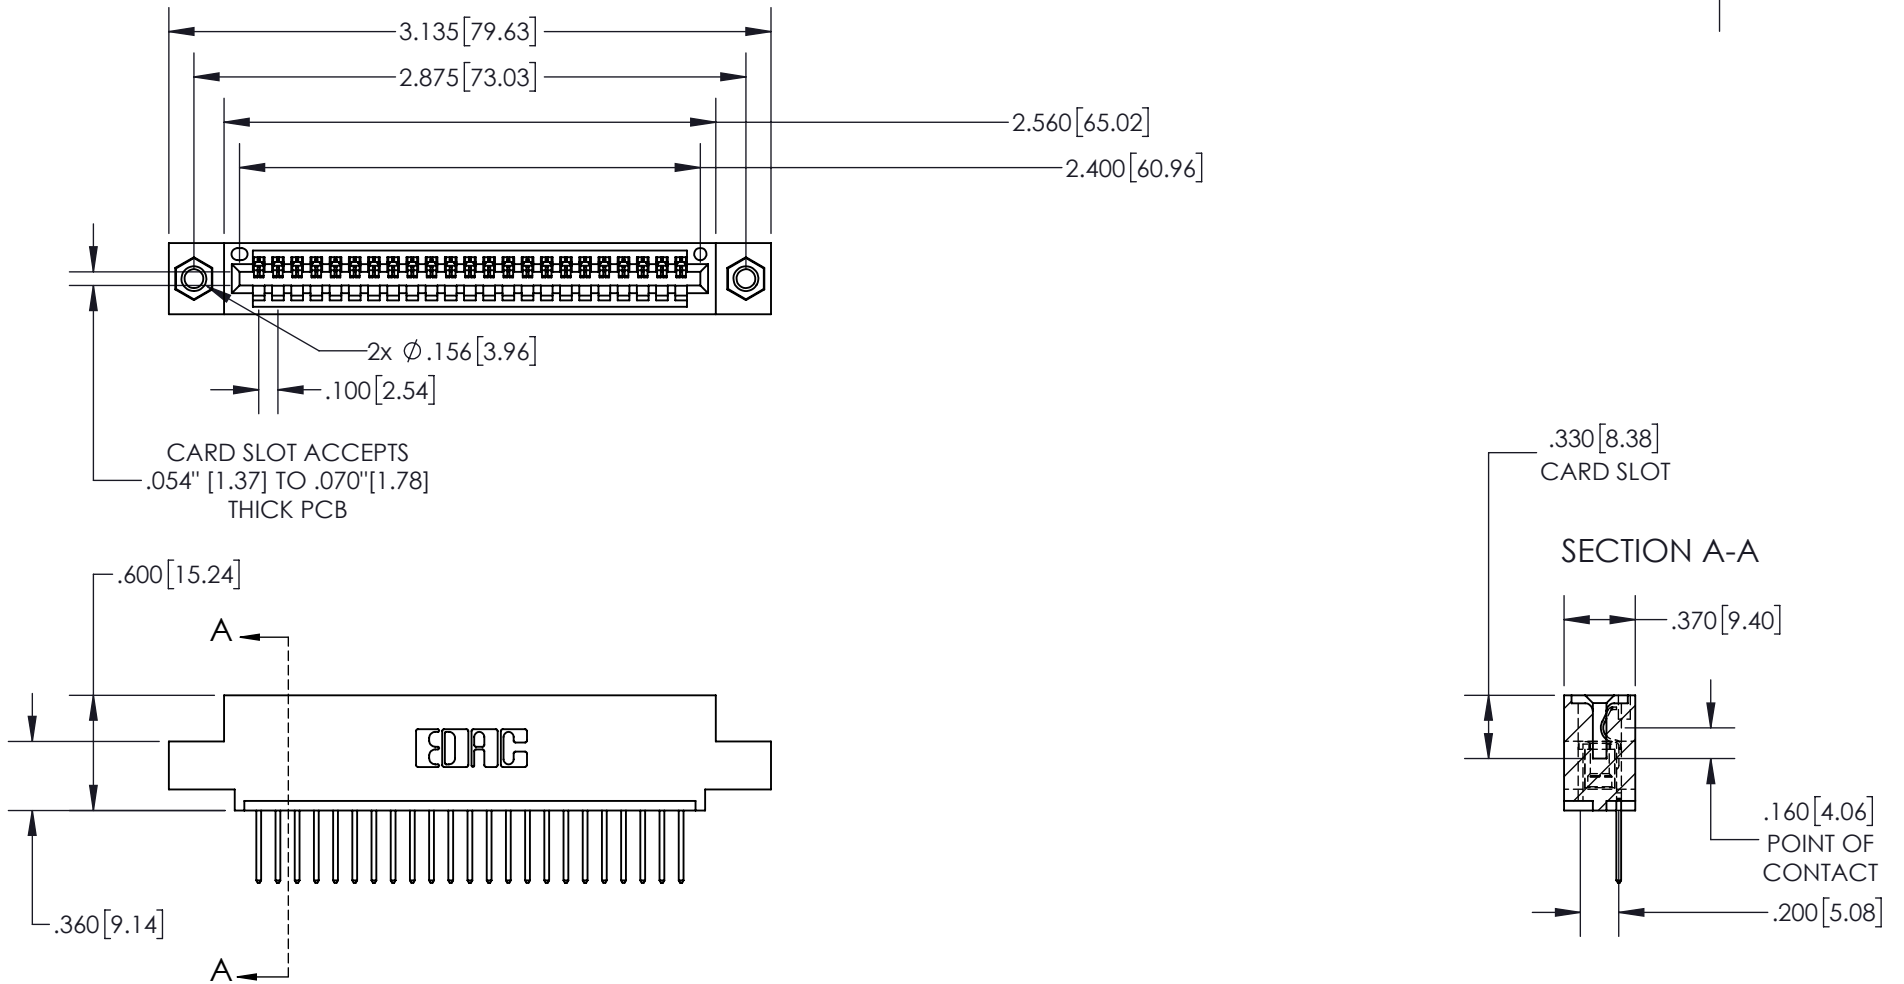 3.135[79.63]
2.875[73.03]
2.560[65.02]
2.400[60.96]
2x Ø.156[3.96]
.100[2.54]
CARD SLOT ACCEPTS
.054" [1.37] TO .070"[1.78]
THICK PCB
.330[8.38]
CARD SLOT
SECTION A-A
.600[15.24]
A
.370[9.40]
EDAC
.160[4.06]
POINT OF
CONTACT
.200[5.08]
.360[9.14]
A